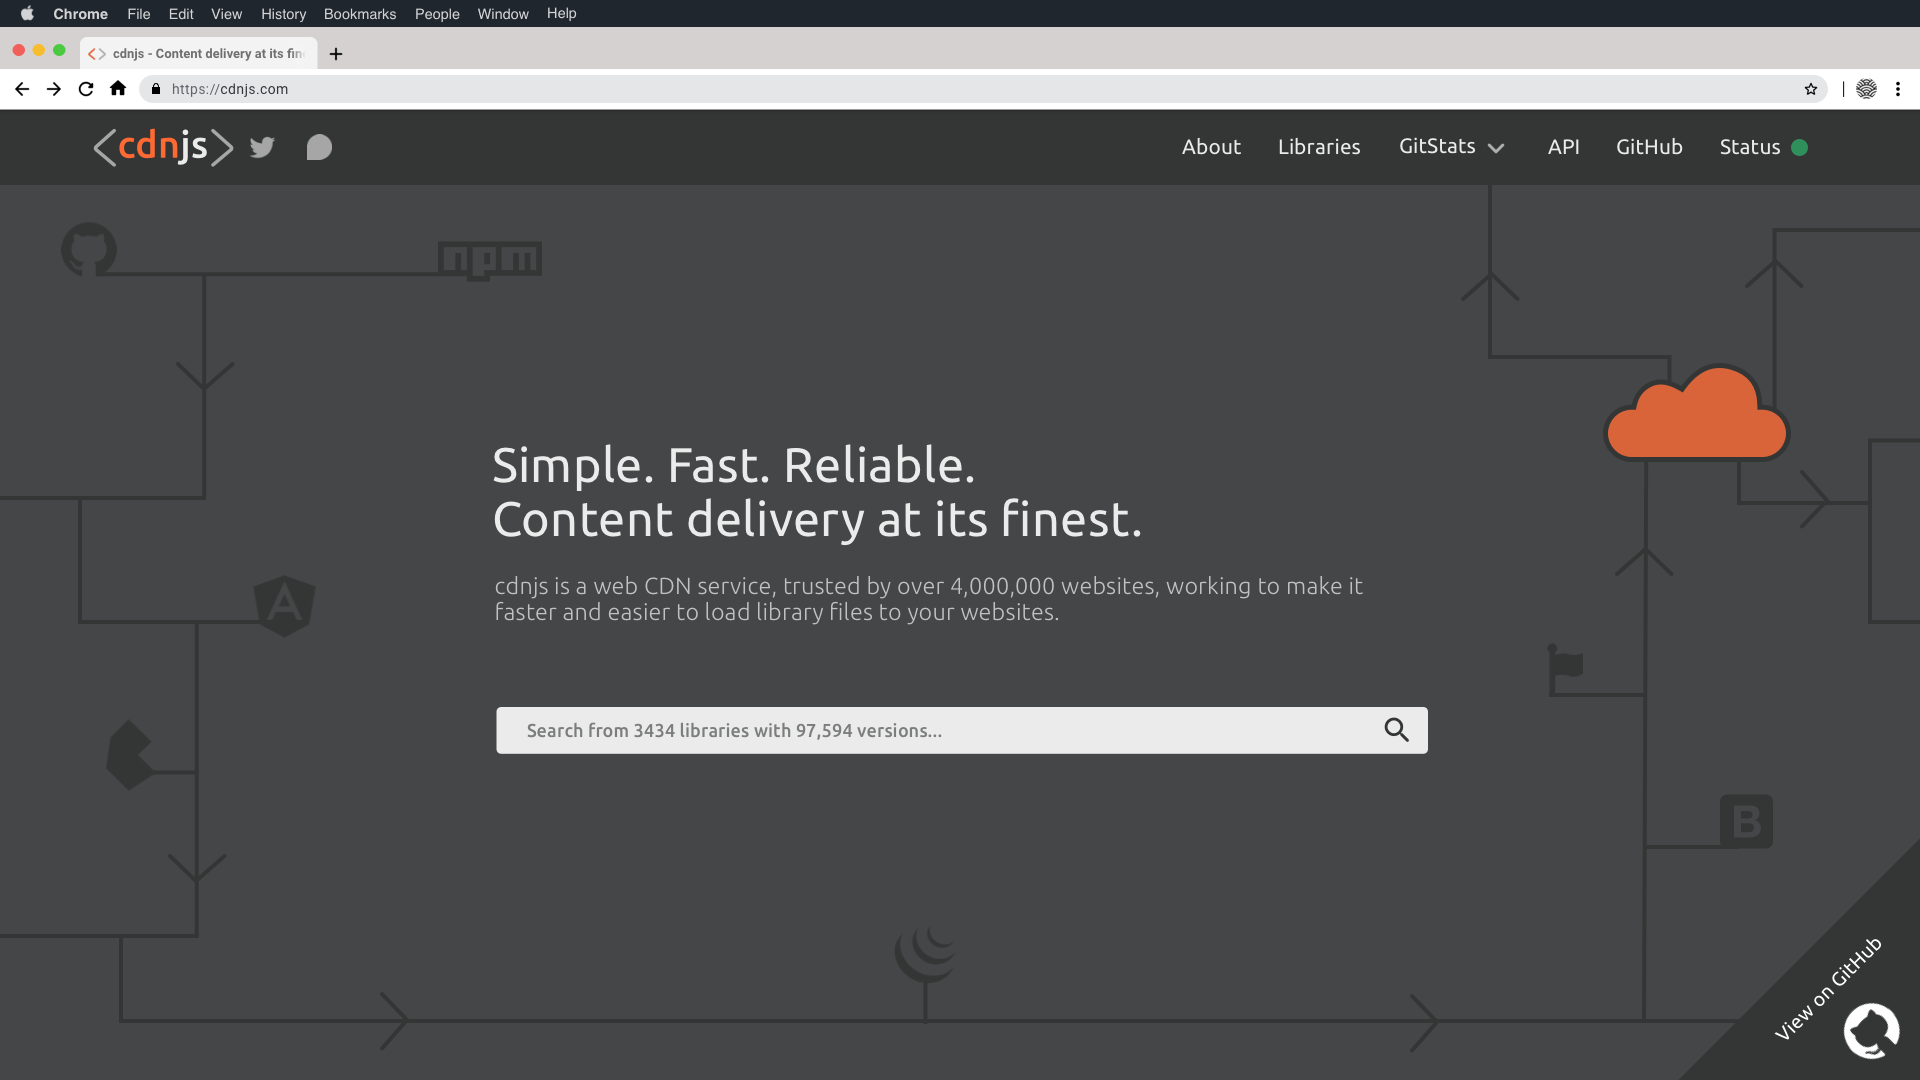 Chrome File Edit View History Bookmarks People Window Help
cdnjs - Content delivery at its fin
https://cdnjs.com
<cdnjs>
About Libraries GitStats API GitHub Status
npm
Simple. Fast. Reliable.
Content delivery at its finest.
cdnjs is a web CDN service, trusted by over 4,000,000 websites, working to make it
faster and easier to load library files to your websites.
A
Search from 3434 libraries with 97,594 versions...
B
View on GitHub